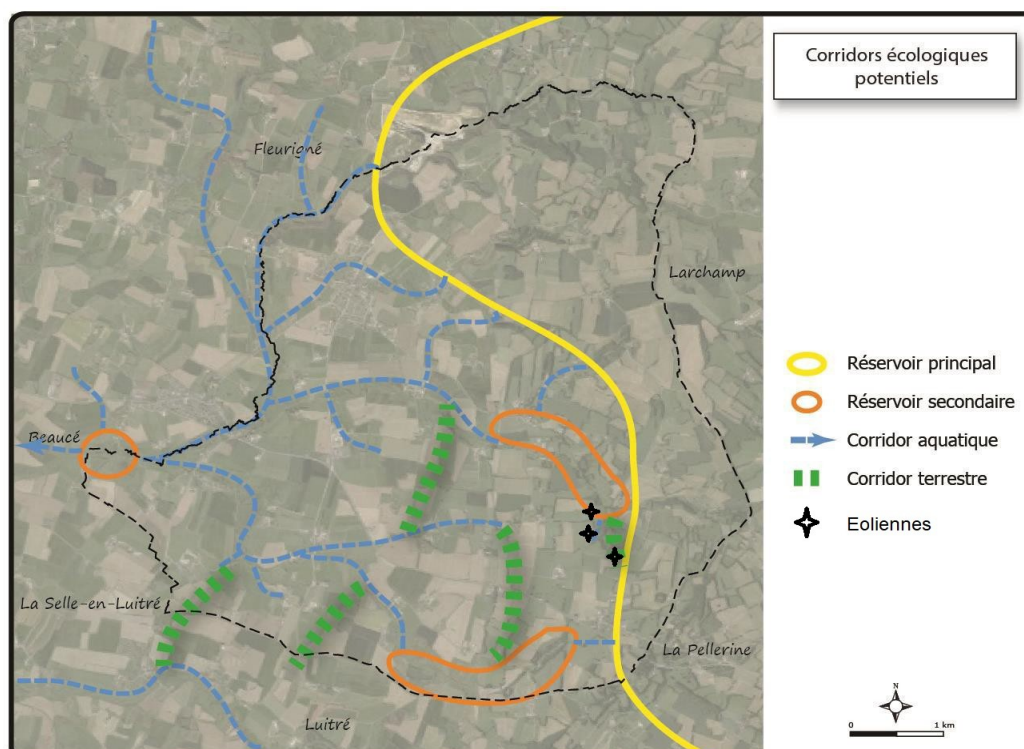 Corridors écologiques
potentiels
Fleurigné
Larchamp
Réservoir principal
Réservoir secondaire
Beaucé
Corridor aquatique
Corridor terrestre
Eoliennes
La Selle-en-Luitré
La Pellerine
Luitré
N
0 1 km